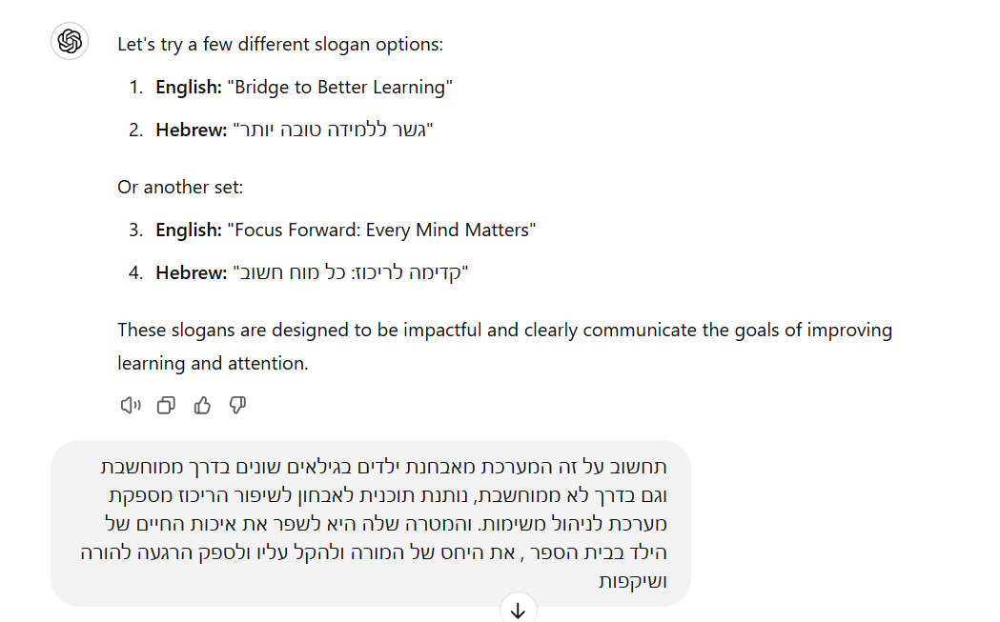 Let's try a few different slogan options:
1. English: "Bridge to Better Learning"
2. Hebrew: "גשר ללמידה טובה יותר"
Or another set:
3. English: "Focus Forward: Every Mind Matters"
4. Hebrew: "קדימה לריכוז: כל מוח חשוב"
These slogans are designed to be impactful and clearly communicate the goals of improving
learning and attention.
תחשוב על זה המערכת מאבחנת ילדים בגילאים שונים בדרך ממוחשבת
וגם בדרך לא ממוחשבת, נותנת תוכנית לאבחון לשיפור הריכוז מספקת
מערכת לניהול משימות. והמטרה שלה היא לשפר את איכות החיים של
הילד בבית הספר , את היחס של המורה ולהקל עליו ולספק הרגעה להורה
ושיקפות